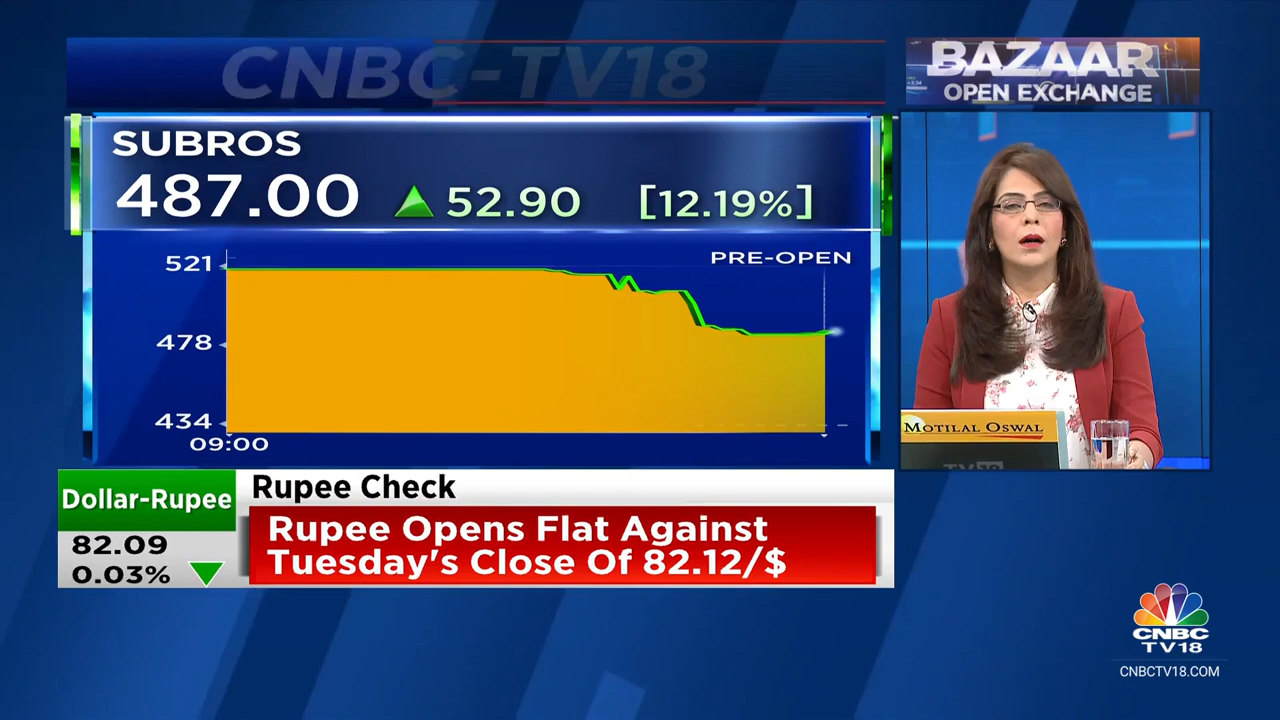 CNBC-TV18
BAZAAR
OPEN EXCHANGE
SUBROS
487.00 ▲ 52.90 [12.19%]
PRE-OPEN
521
478
434
09:00
MOTILAL OSWAL
TV18
Dollar-Rupee
82.09
0.03% ▼
Rupee Check
Rupee Opens Flat Against
Tuesday's Close Of 82.12/$
CNBC
TV18
CNBCTV18.COM